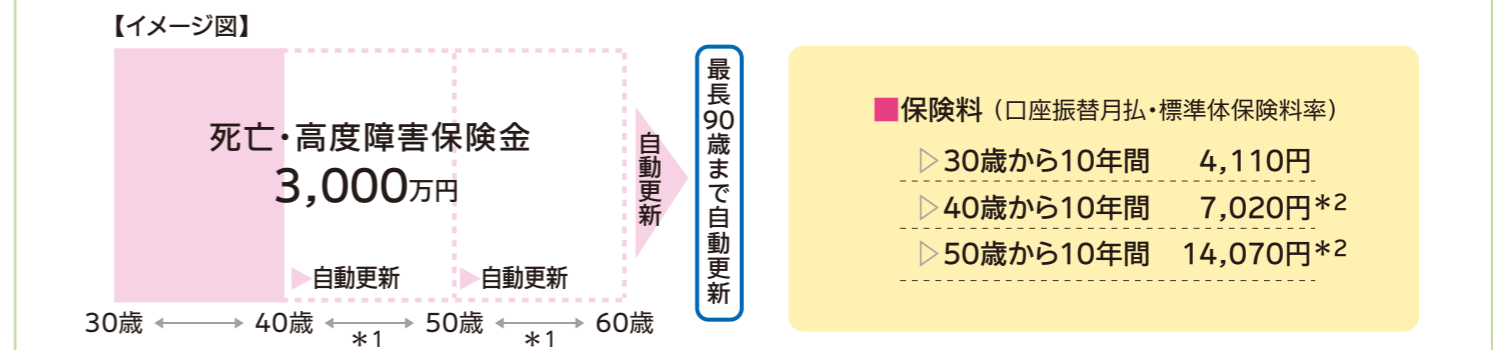 【イメージ図】
死亡・高度障害保険金
3,000万円
自動更新
自動更新
自動更新
30歳 40歳 50歳 60歳
*1 *1
最長90歳まで自動更新
■保険料（口座振替月払・標準体保険料率）
▷30歳から10年間 4,110円
▷40歳から10年間 7,020円*2
▷50歳から10年間 14,070円*2